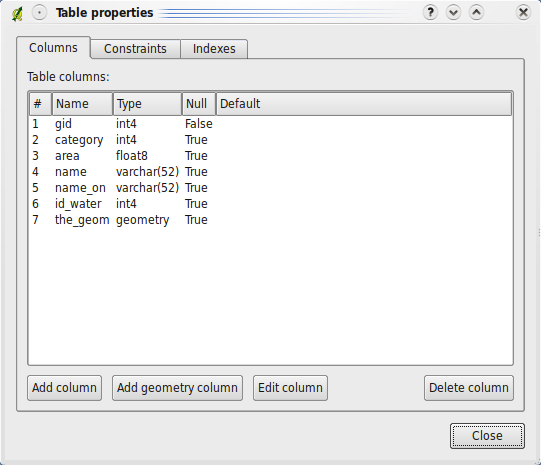 Table properties
?
Columns Constraints Indexes
Table columns:
# Name Type Null Default
1 gid int4 False
2 category int4 True
3 area float8 True
4 name varchar(52) True
5 name_on varchar(52) True
6 id_water int4 True
7 the_geom geometry True
Add column Add geometry column Edit column Delete column
Close